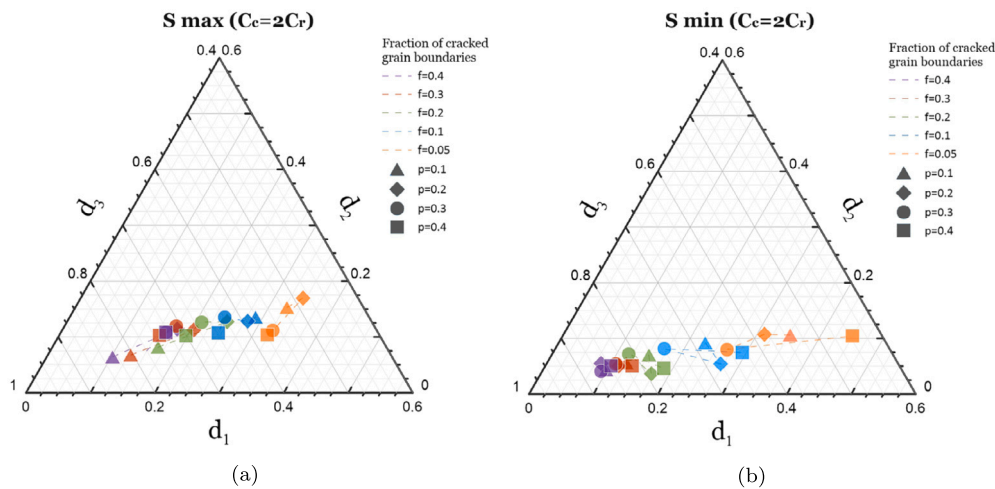 S max (Cc=2Cr)
Fraction of cracked
grain boundaries
f=0.4
f=0.3
f=0.2
f=0.1
f=0.05
p=0.1
p=0.2
p=0.3
p=0.4
0.4 0.6
0.6
0.4
d3
d2
0.8
0.2
1
0
0
0.2
0.4
0.6
d1
(a)
S min (Cc=2Cr)
Fraction of cracked
grain boundaries
f=0.4
f=0.3
f=0.2
f=0.1
f=0.05
p=0.1
p=0.2
p=0.3
p=0.4
0.4 0.6
0.6
0.4
d3
d2
0.8
0.2
1
0
0
0.2
0.4
0.6
d1
(b)